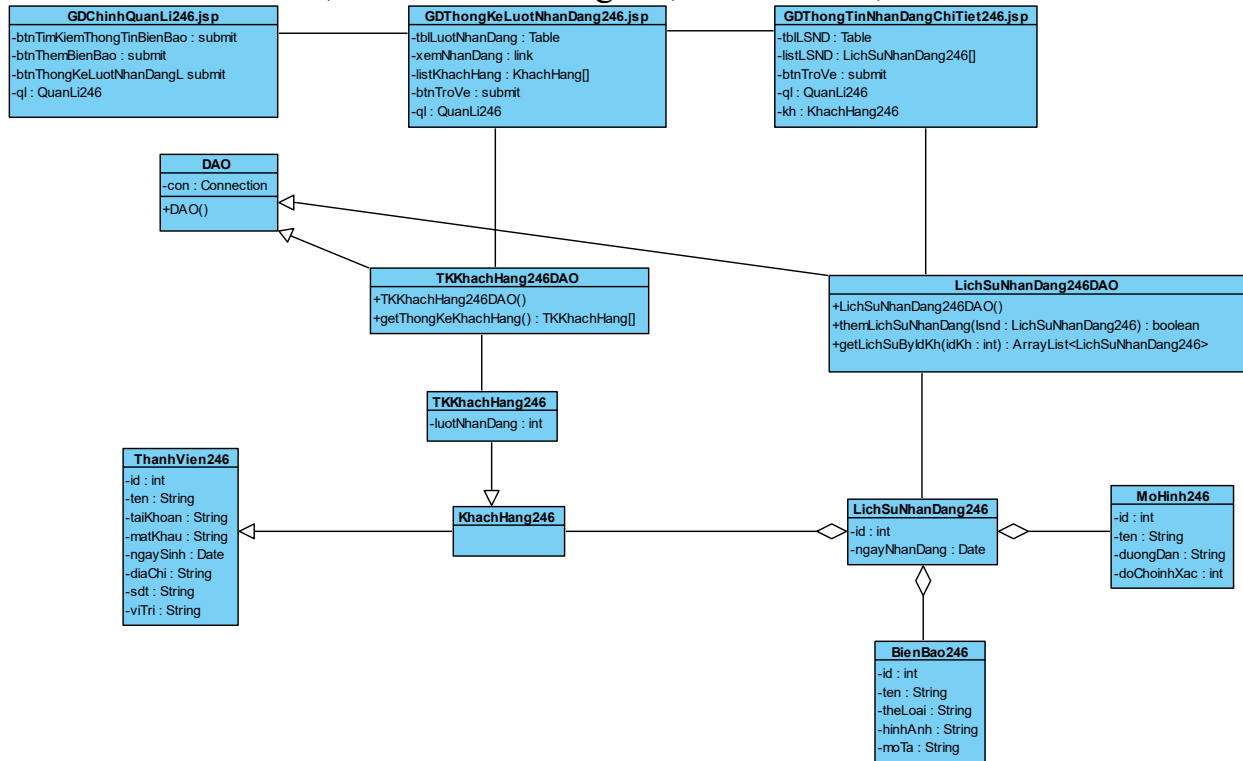 GDChinhQuanLi246.jsp
-btnTimKiemThongTinBienBao : submit
-btnThemBienBao : submit
-btnThongKeLuotNhanDangL submit
-ql : QuanLi246
GDThongKeLuotNhanDang246.jsp
-tblLuotNhanDang : Table
-xemNhanDang : link
-listKhachHang : KhachHang[]
-btnTroVe : submit
-ql : QuanLi246
GDThongTinNhanDangChiTiet246.jsp
-tblLSND : Table
-listLSND : LichSuNhanDang246[]
-btnTroVe : submit
-ql : QuanLi246
-kh : KhachHang246
DAO
-con : Connection
+DAO()
TKKhachHang246DAO
+TKKhachHang246DAO()
+getThongKeKhachHang() : TKKhachHang[]
LichSuNhanDang246DAO
+LichSuNhanDang246DAO()
+themLichSuNhanDang(lsnd : LichSuNhanDang246) : boolean
+getLichSuByIdKh(idKh : int) : ArrayList<LichSuNhanDang246>
TKKhachHang246
-luotNhanDang : int
ThanhVien246
-id : int
-ten : String
-taiKhoan : String
-matKhau : String
-ngaySinh : Date
-diaChi : String
-sdt : String
-viTri : String
KhachHang246
LichSuNhanDang246
-id : int
-ngayNhanDang : Date
MoHinh246
-id : int
-ten : String
-duongDan : String
-doChoinhXac : int
BienBao246
-id : int
-ten : String
-theLoai : String
-hinhAnh : String
-moTa : String